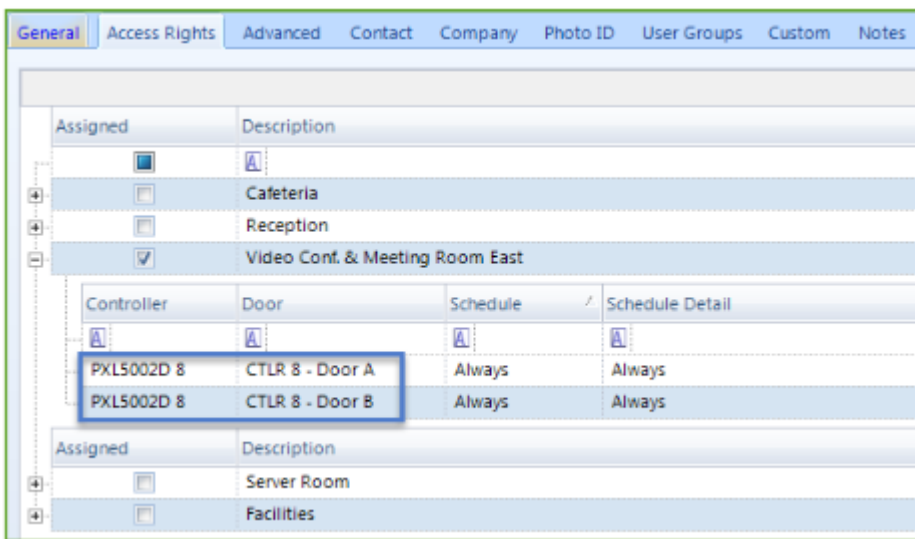 General Access Rights Advanced Contact Company Photo ID User Groups Custom Notes
Assigned Description
A
Cafeteria
Reception
Video Conf. & Meeting Room East
Controller Door Schedule Schedule Detail
A A A A
PXL5002D 8 CTLR 8 - Door A Always Always
PXL5002D 8 CTLR 8 - Door B Always Always
Assigned Description
Server Room
Facilities